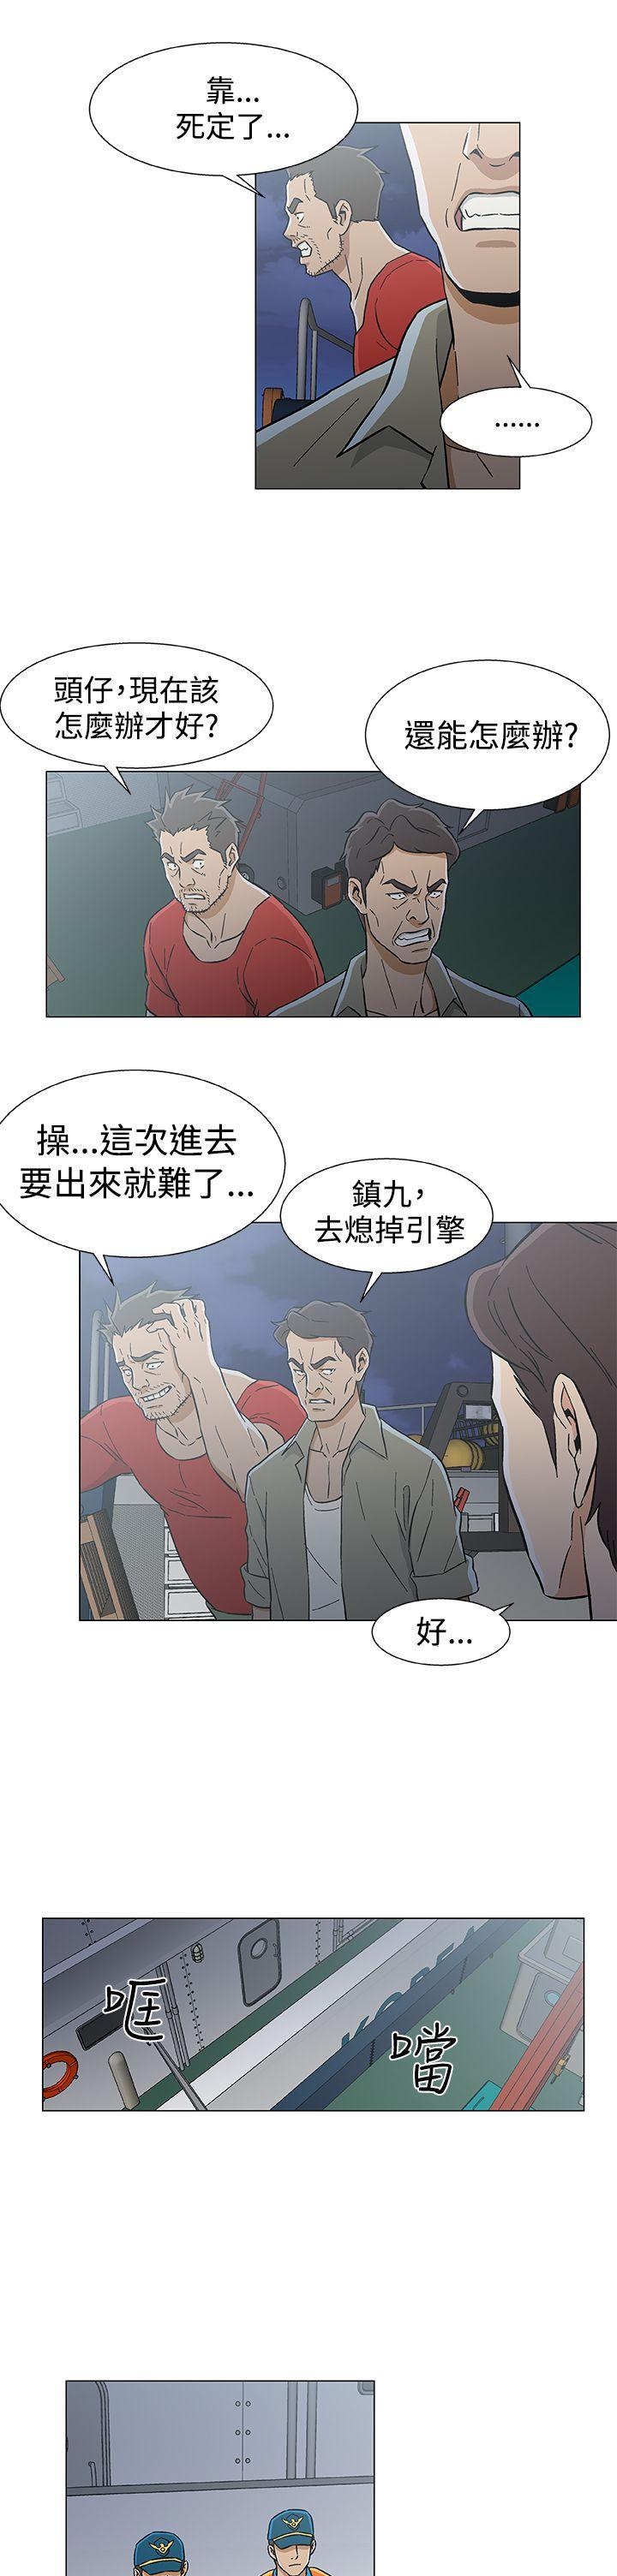 靠...
死定了...
......
頭仔,現在該
怎麼辦才好?
還能怎麼辦?
操...這次進去
要出來就難了...
鎮九,
去熄掉引擎
好...
哐
噹